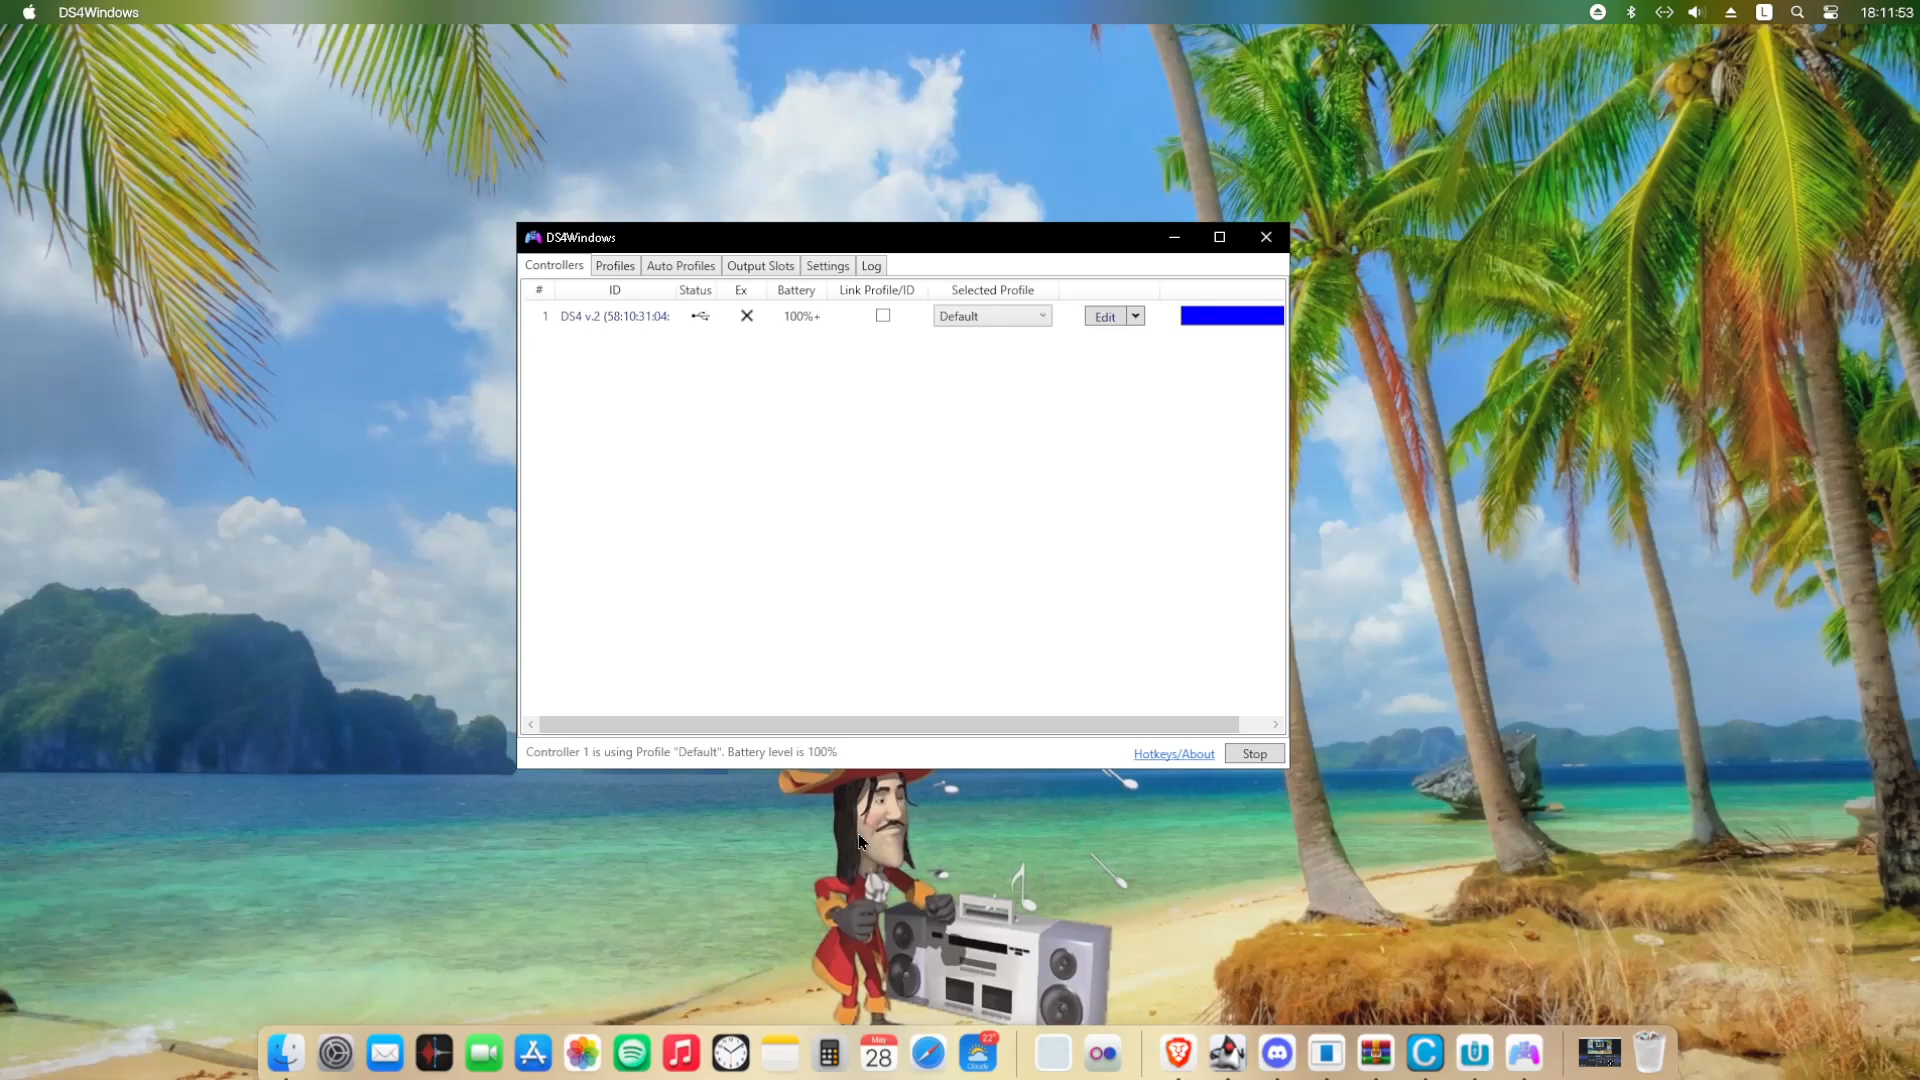 DS4Windows
L
18:11:53
DS4Windows
Controllers Profiles Auto Profiles Output Slots Settings Log
# ID Status Ex Battery Link Profile/ID Selected Profile
1 DS4 v.2 (58:10:31:04: 100%+ Default Edit
Controller 1 is using Profile "Default". Battery level is 100%
Hotkeys/About
Stop
May
28
22°
Clouds
C
U